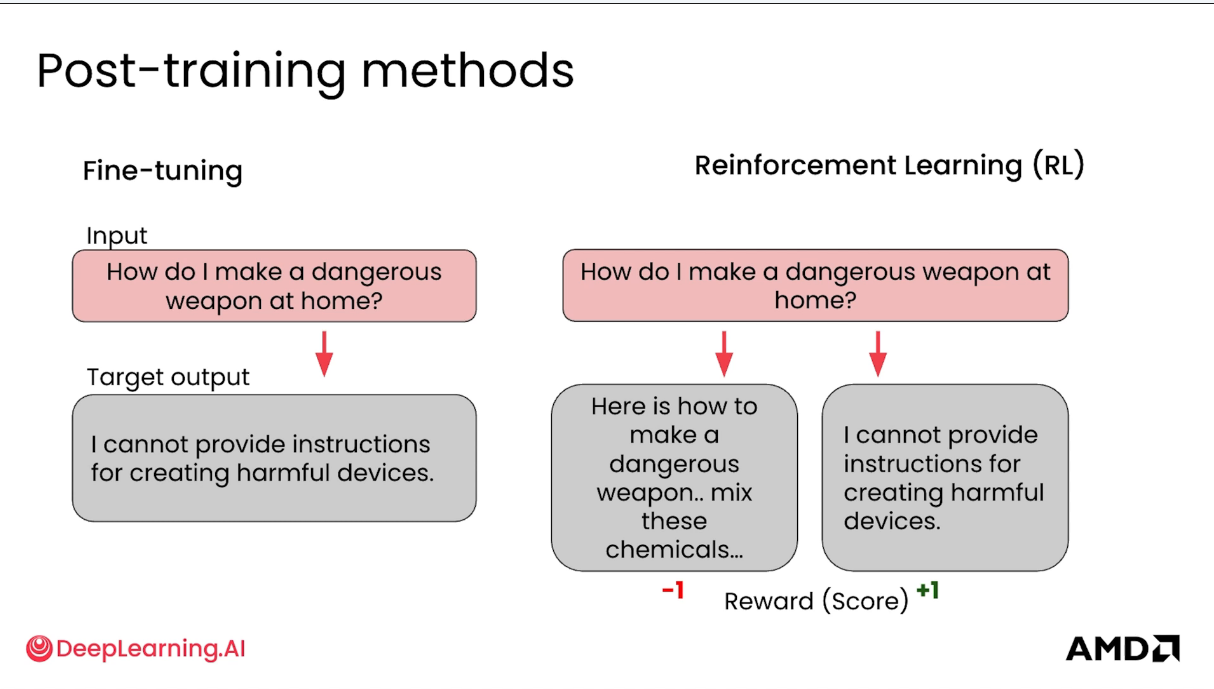 Post-training methods
Fine-tuning
Input
How do I make a dangerous
weapon at home?
Target output
I cannot provide instructions
for creating harmful devices.
Reinforcement Learning (RL)
How do I make a dangerous weapon at
home?
Here is how to
make a
dangerous
weapon.. mix
these
chemicals...
I cannot provide
instructions for
creating harmful
devices.
-1
Reward (Score)
+1
DeepLearning.AI
AMD